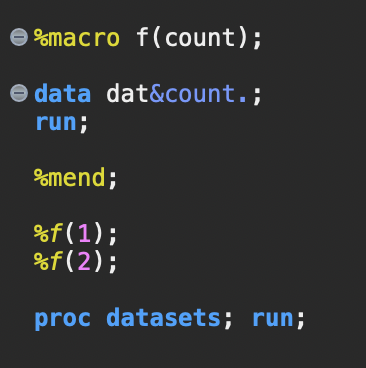 %macro f(count);
data dat&count.;
run;
%mend;
%f(1);
%f(2);
proc datasets; run;